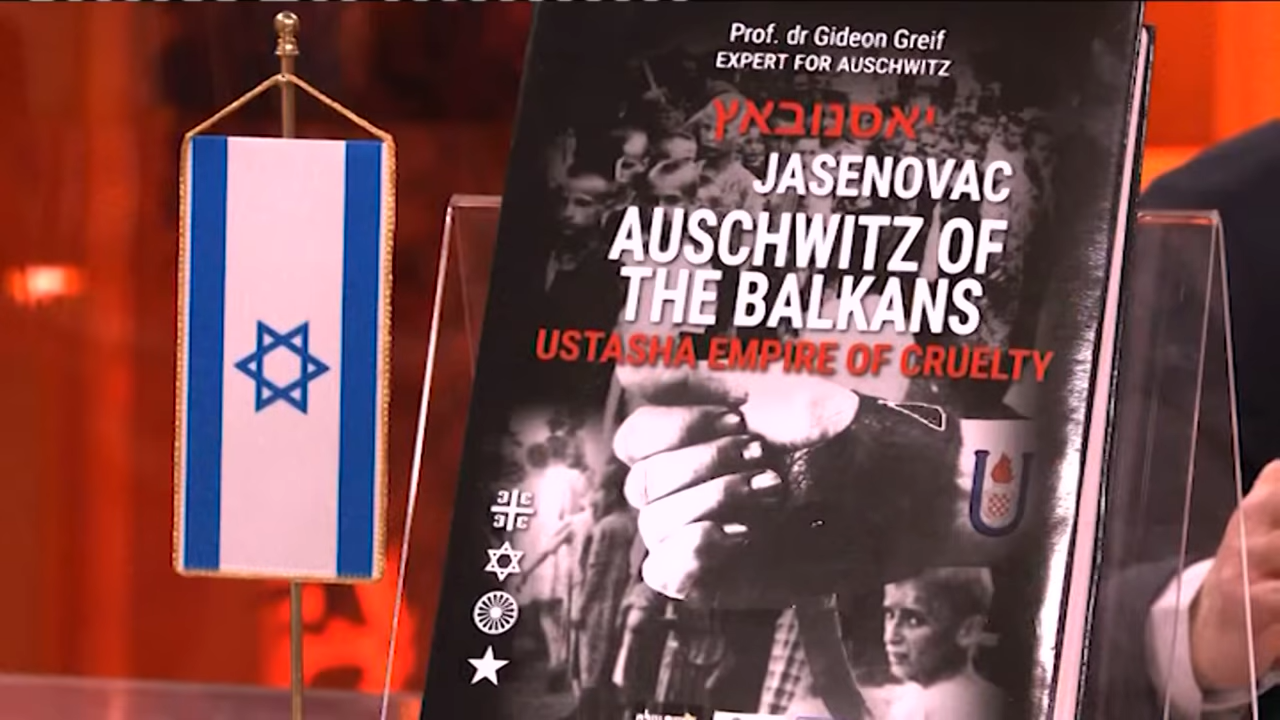 Prof. dr Gideon Greif
EXPERT FOR AUSCHWITZ
יאסנובאץ
JASENOVAC
AUSCHWITZ OF
THE BALKANS
USTASHA EMPIRE OF CRUELTY
U